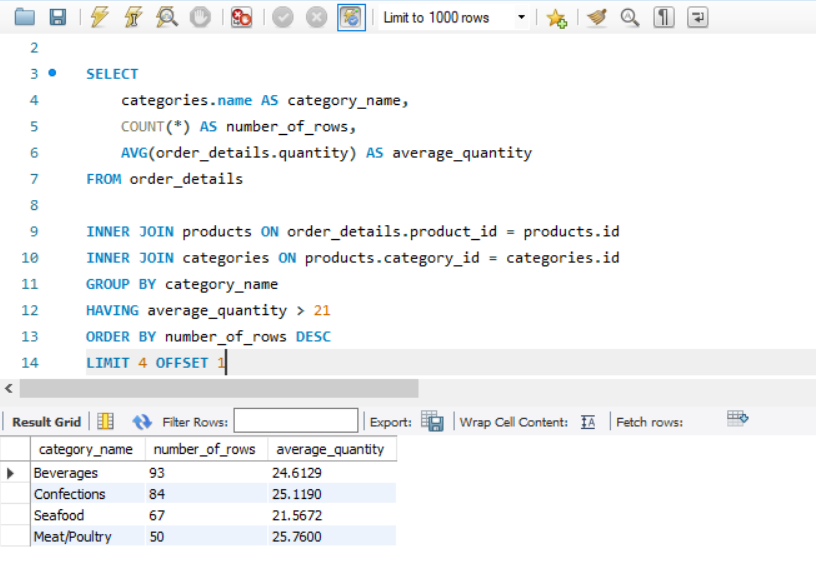 Limit to 1000 rows
2
3 SELECT
4 categories.name AS category_name,
5 COUNT(*) AS number_of_rows,
6 AVG(order_details.quantity) AS average_quantity
7 FROM order_details
8
9 INNER JOIN products ON order_details.product_id = products.id
10 INNER JOIN categories ON products.category_id = categories.id
11 GROUP BY category_name
12 HAVING average_quantity > 21
13 ORDER BY number_of_rows DESC
14 LIMIT 4 OFFSET 1
Result Grid Filter Rows: Export: Wrap Cell Content: Fetch rows:
category_name number_of_rows average_quantity
Beverages 93 24.6129
Confections 84 25.1190
Seafood 67 21.5672
Meat/Poultry 50 25.7600